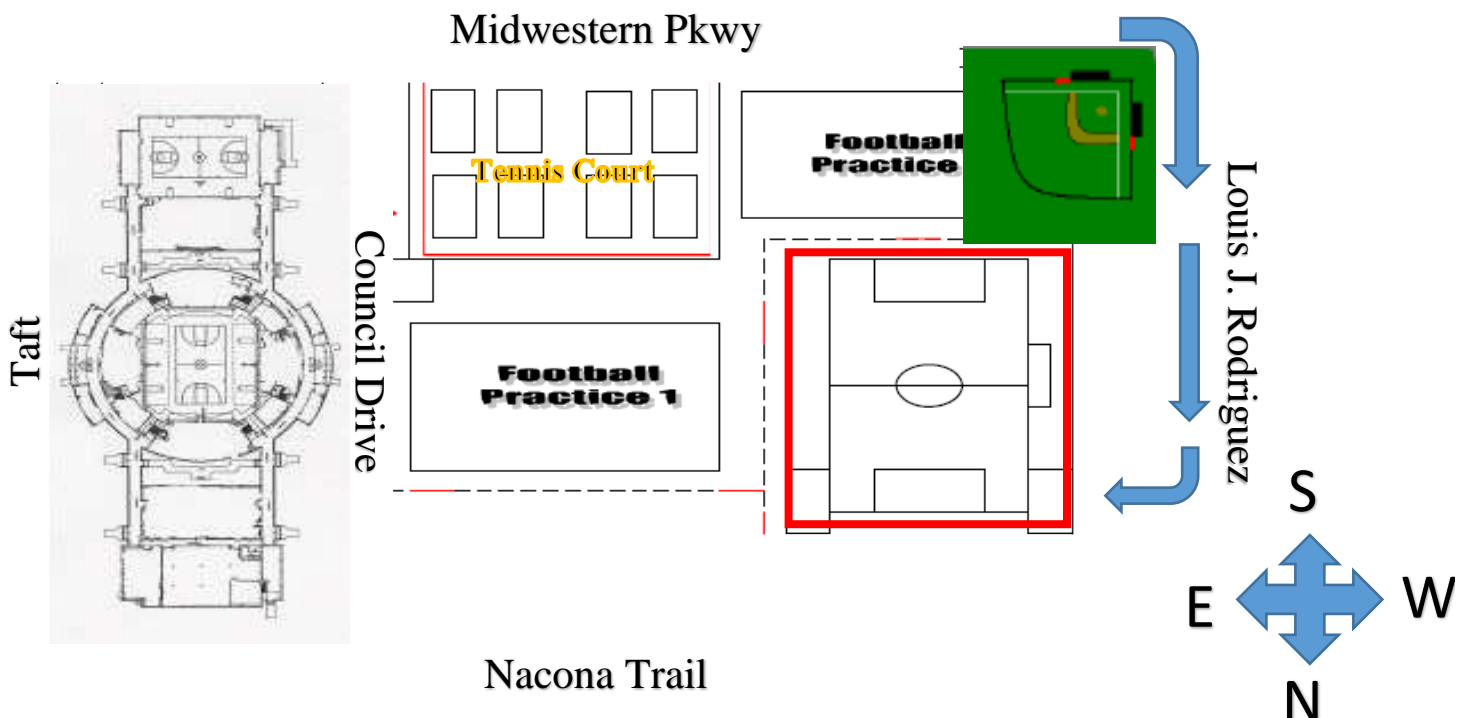 Midwestern Pkwy
Football
Practice
Tennis Court
Louis J. Rodriguez
Council Drive
Taft
Football
Practice 1
S
E
W
N
Nacona Trail